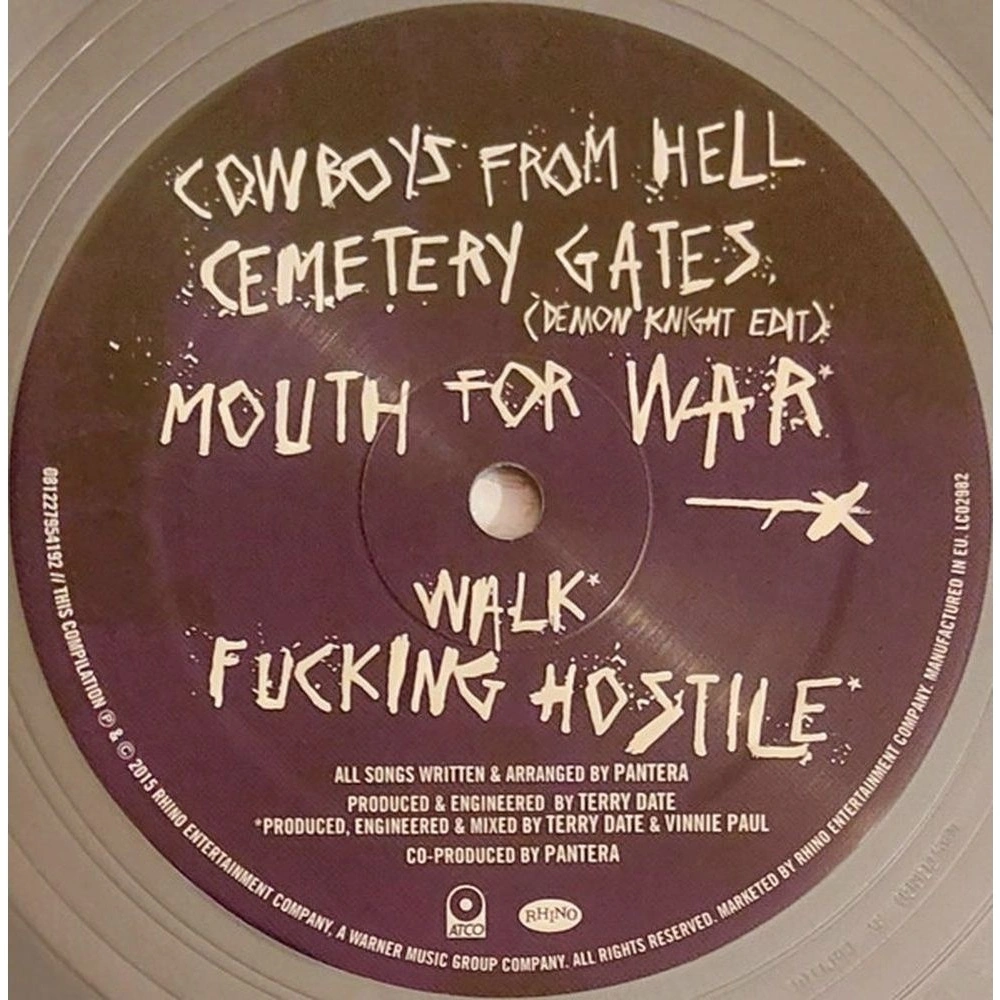 COWBOYS FROM HELL
CEMETERY GATES
(DEMON KNIGHT EDIT)
MOUTH FOR WAR*
WALK*
FUCKING HOSTILE*
ALL SONGS WRITTEN & ARRANGED BY PANTERA
PRODUCED & ENGINEERED BY TERRY DATE
*PRODUCED, ENGINEERED & MIXED BY TERRY DATE & VINNIE PAUL
CO-PRODUCED BY PANTERA
ATCO
RHINO
081227954192 // THIS COMPILATION Ⓟ & © 2015 RHINO ENTERTAINMENT COMPANY, A WARNER MUSIC GROUP COMPANY. ALL RIGHTS RESERVED. MARKETED BY RHINO ENTERTAINMENT COMPANY. MANUFACTURED IN EU. LC02982